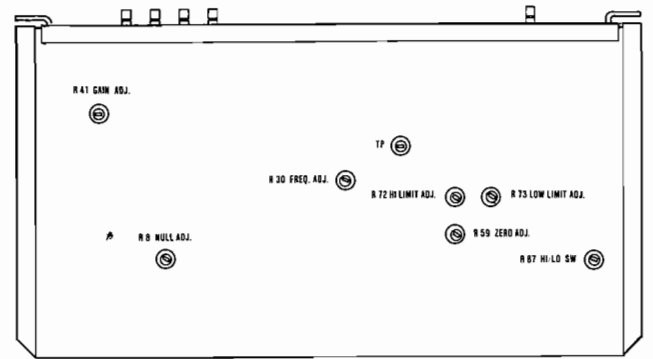 R 41 GAIN ADJ.
TP
R 30 FREQ. ADJ.
R 72 HI LIMIT ADJ.
R 73 LOW LIMIT ADJ.
R 8 NULL ADJ.
R 59 ZERO ADJ.
R 87 HI/LO SW